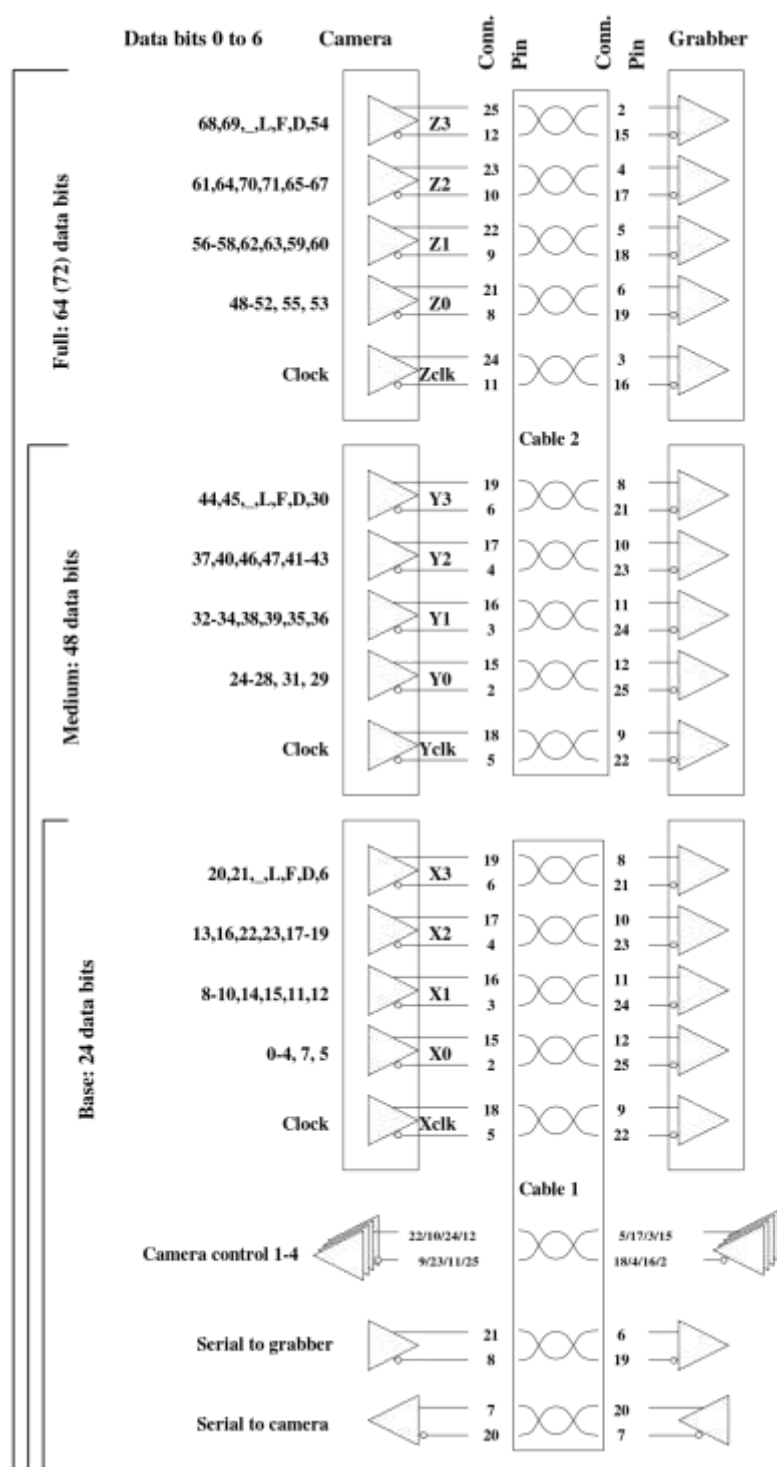 Data bits 0 to 6 Camera Conn. Pin Conn. Pin Grabber
Full: 64 (72) data bits
25 2
68,69,_,L,F,D,54 Z3
12 15
23 4
61,64,70,71,65-67 Z2
10 17
22 5
56-58,62,63,59,60 Z1
9 18
21 6
48-52, 55, 53 Z0
8 19
24 3
Clock Zclk
11 16
Cable 2
Medium: 48 data bits
19 8
44,45,_,L,F,D,30 Y3
6 21
17 10
37,40,46,47,41-43 Y2
4 23
16 11
32-34,38,39,35,36 Y1
3 24
15 12
24-28, 31, 29 Y0
2 25
18 9
Clock Yclk
5 22
Base: 24 data bits
19 8
20,21,_,L,F,D,6 X3
6 21
17 10
13,16,22,23,17-19 X2
4 23
16 11
8-10,14,15,11,12 X1
3 24
15 12
0-4, 7, 5 X0
2 25
18 9
Clock Xclk
5 22
Cable 1
22/10/24/12 5/17/3/15
Camera control 1-4
9/23/11/25 18/4/16/2
21 6
Serial to grabber
8 19
7 20
Serial to camera
20 7